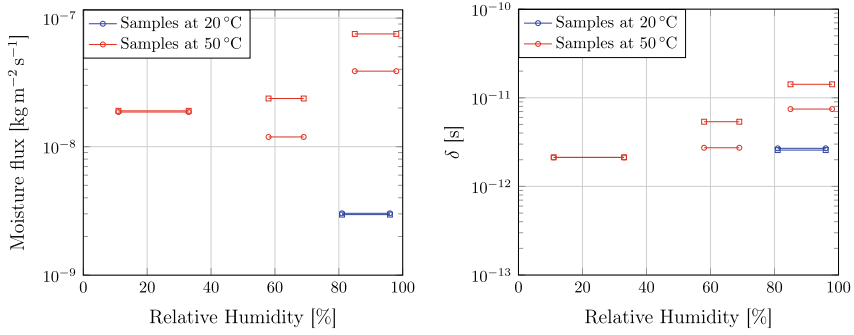 Samples at 20 °C
Samples at 50 °C
10⁻⁷
10⁻⁸
10⁻⁹
Moisture flux [kg m⁻² s⁻¹]
0 20 40 60 80 100
Relative Humidity [%]
Samples at 20 °C
Samples at 50 °C
10⁻¹⁰
10⁻¹¹
10⁻¹²
10⁻¹³
δ [s]
0 20 40 60 80 100
Relative Humidity [%]